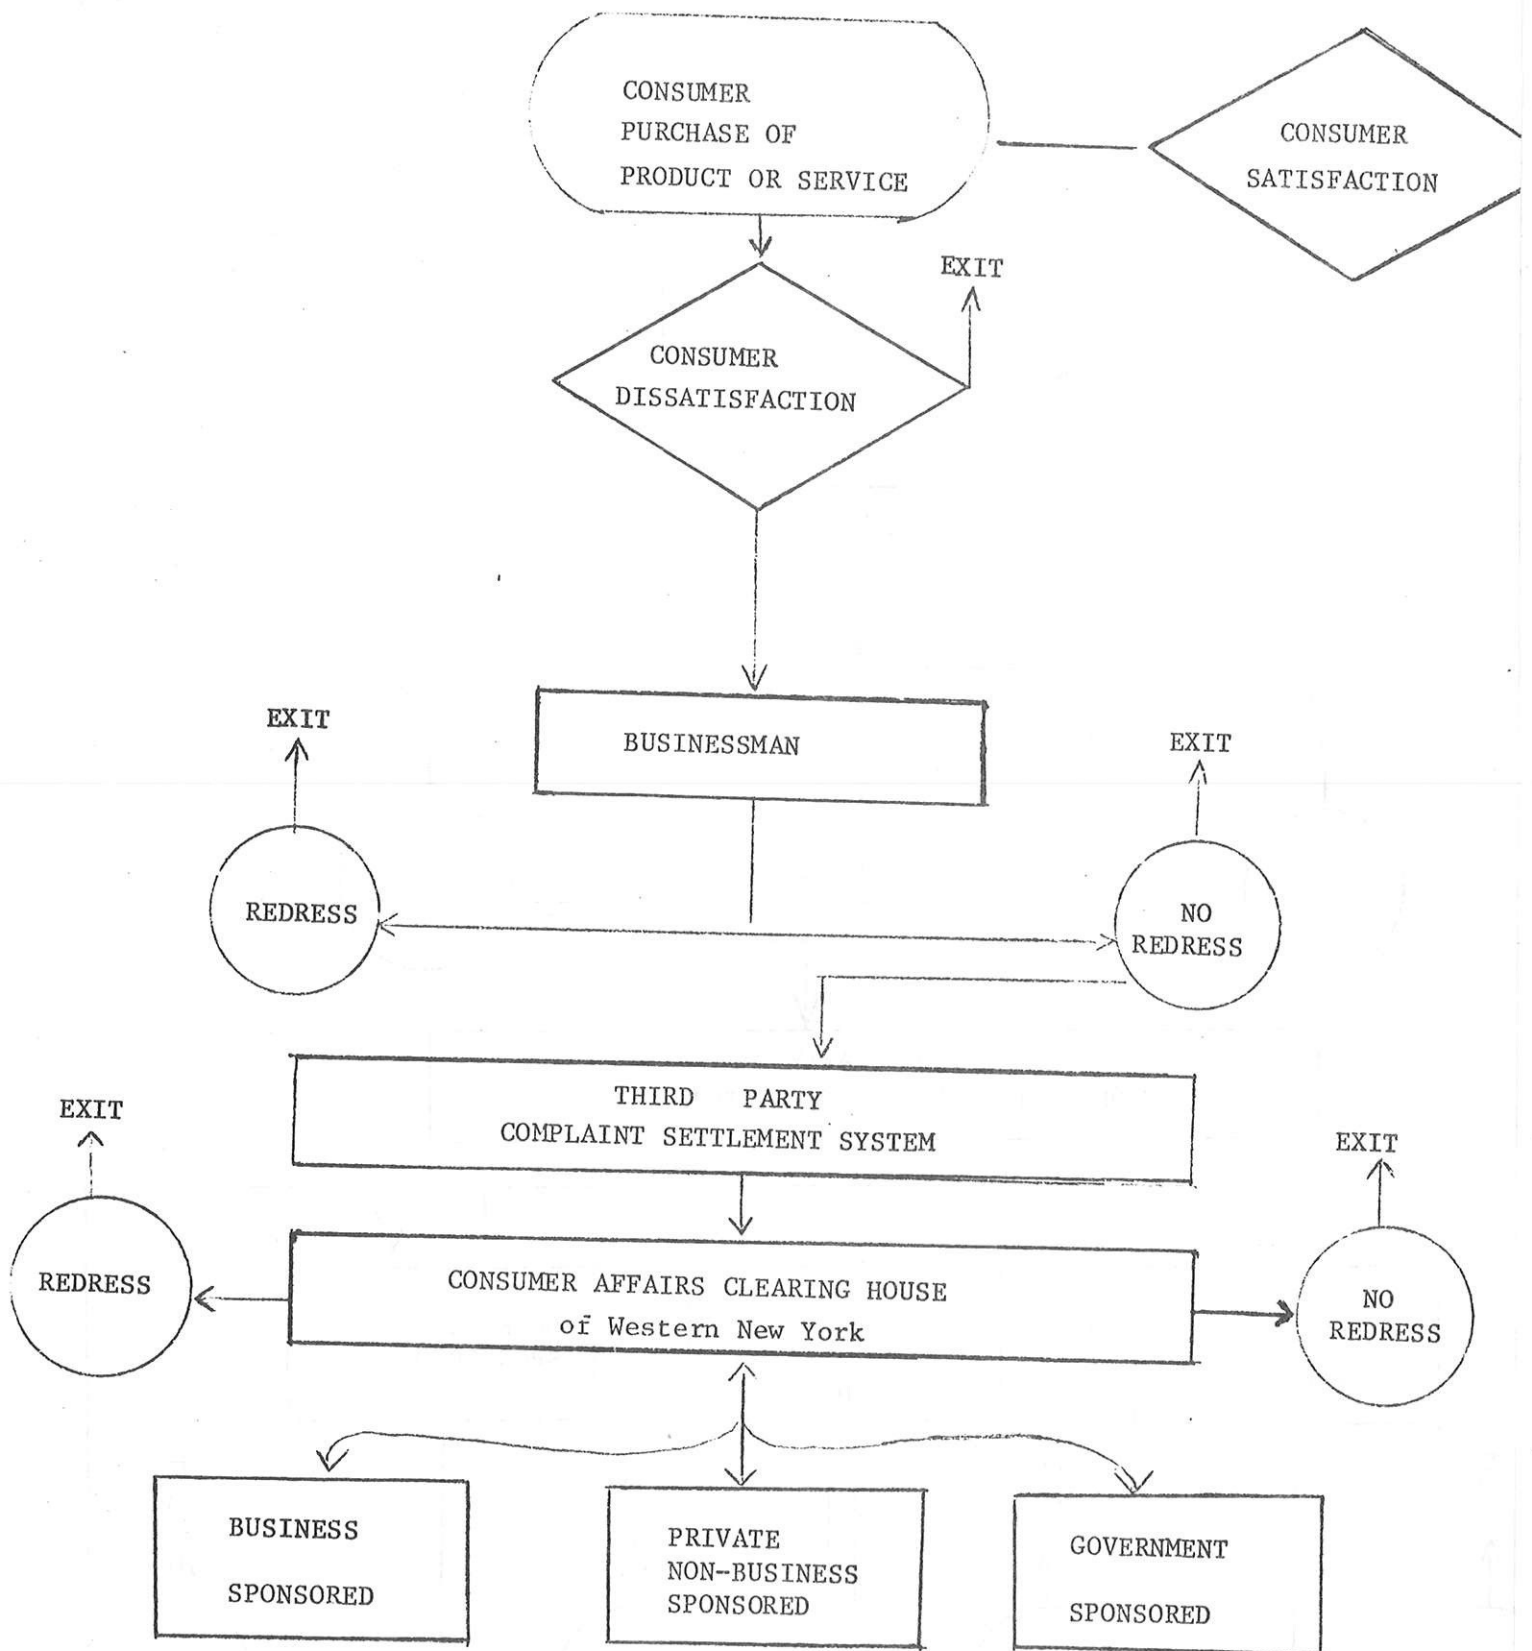 CONSUMER
PURCHASE OF
PRODUCT OR SERVICE
CONSUMER
SATISFACTION
EXIT
CONSUMER
DISSATISFACTION
BUSINESSMAN
EXIT
EXIT
REDRESS
NO
REDRESS
THIRD PARTY
COMPLAINT SETTLEMENT SYSTEM
EXIT
EXIT
REDRESS
CONSUMER AFFAIRS CLEARING HOUSE
of Western New York
NO
REDRESS
BUSINESS
SPONSORED
PRIVATE
NON-BUSINESS
SPONSORED
GOVERNMENT
SPONSORED